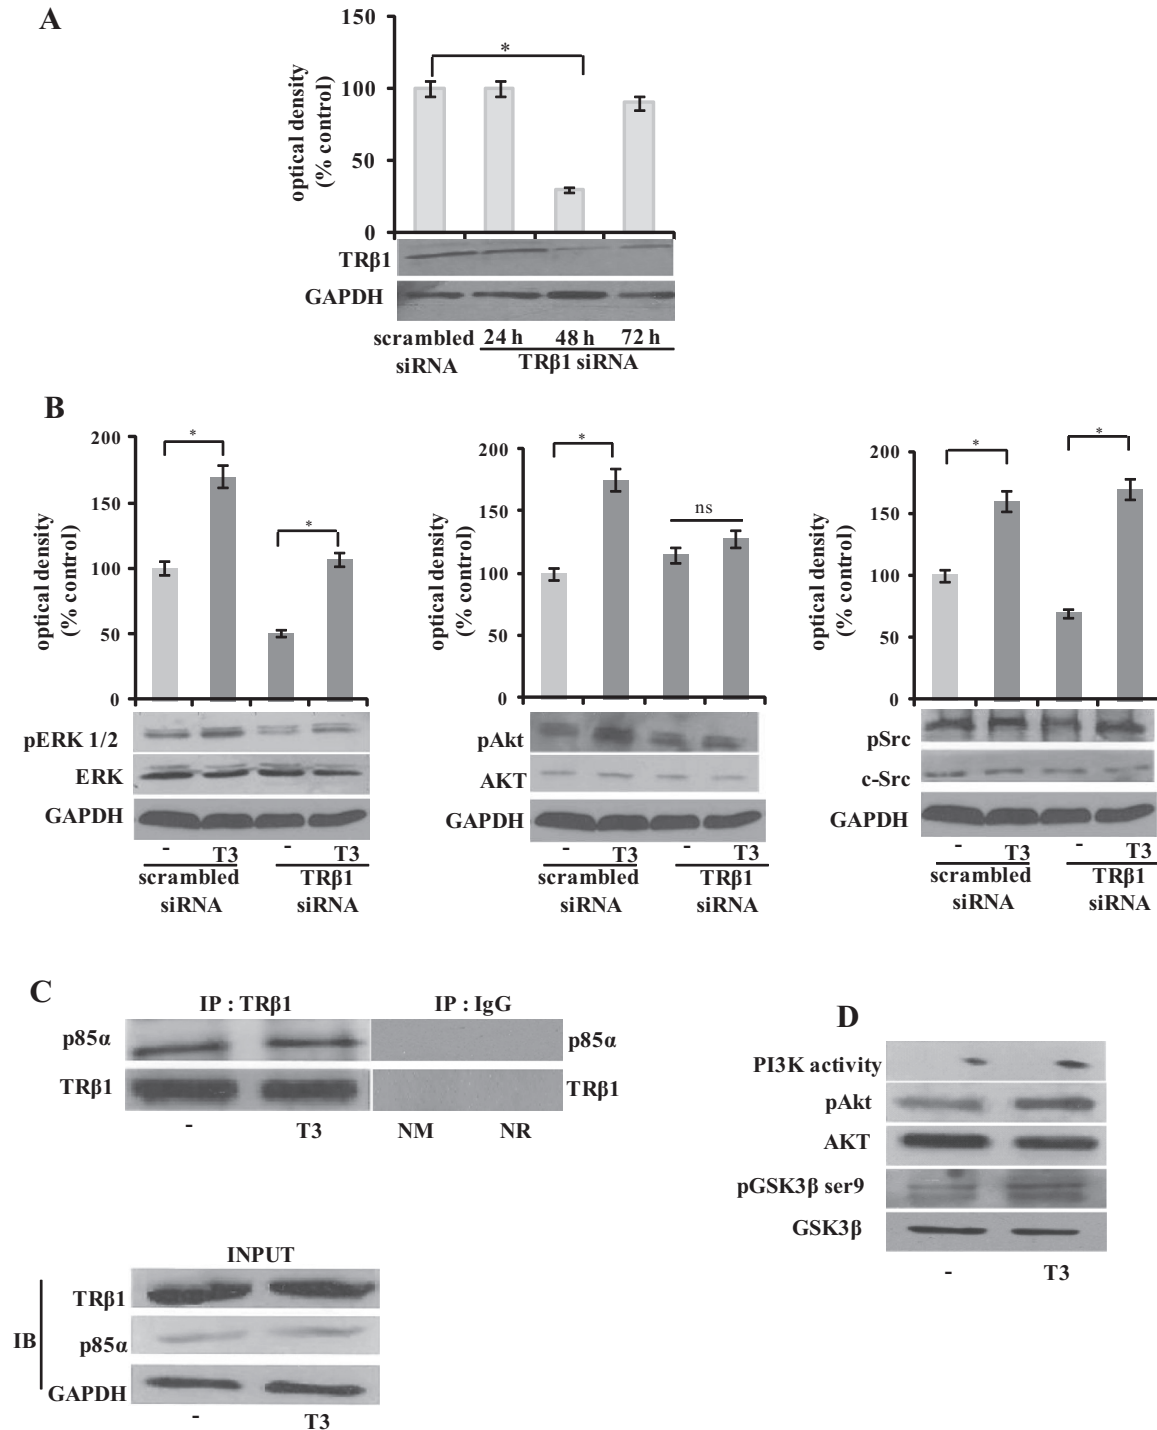 A
150
100
50
0
optical density
(% control)
*
TRβ1
GAPDH
scrambled
siRNA
24 h 48 h 72 h
TRβ1 siRNA
B
200
150
100
50
0
optical density
(% control)
*
*
pERK 1/2
ERK
GAPDH
- T3 - T3
scrambled
siRNA
TRβ1
siRNA
200
150
100
50
0
optical density
(% control)
*
ns
pAkt
AKT
GAPDH
- T3 - T3
scrambled
siRNA
TRβ1
siRNA
200
150
100
50
0
optical density
(% control)
*
*
pSrc
c-Src
GAPDH
- T3 - T3
scrambled
siRNA
TRβ1
siRNA
C
IP : TRβ1 IP : IgG
p85α p85α
TRβ1 TRβ1
- T3 NM NR
INPUT
IB
TRβ1
p85α
GAPDH
- T3
D
PI3K activity
pAkt
AKT
pGSK3β ser9
GSK3β
- T3